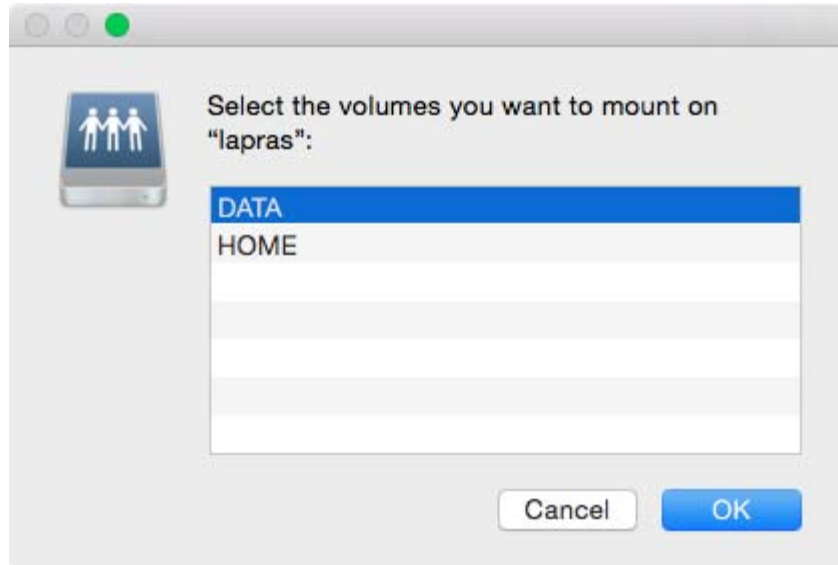 Select the volumes you want to mount on
“lapras”:
DATA
HOME
Cancel
OK